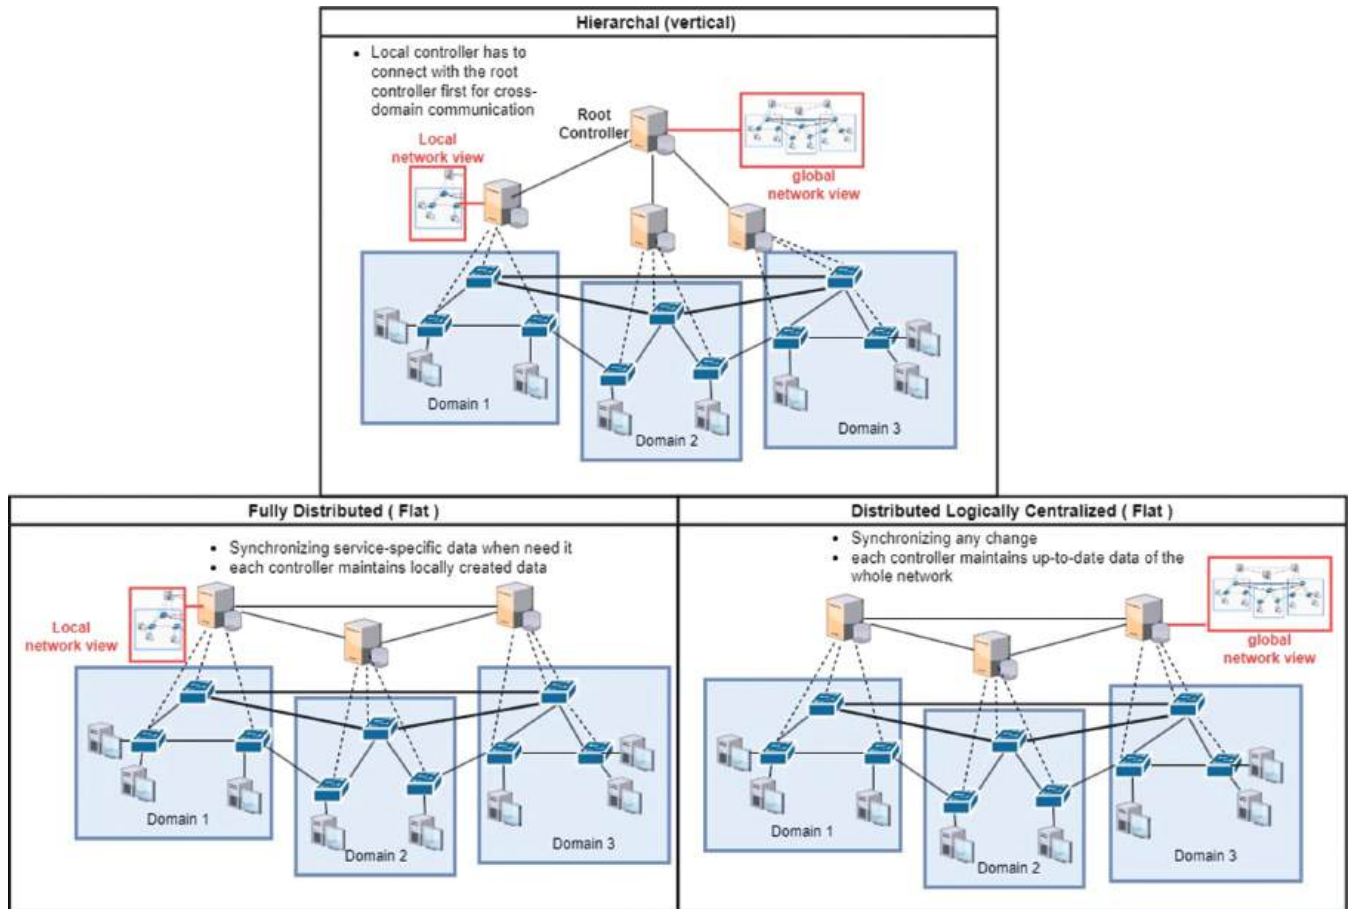 Hierarchal (vertical)
• Local controller has to
connect with the root
controller first for cross-
domain communication
Root
Controller
Local
network view
global
network view
Domain 1
Domain 2
Domain 3
Fully Distributed ( Flat )
• Synchronizing service-specific data when need it
• each controller maintains locally created data
Local
network view
Domain 1
Domain 2
Domain 3
Distributed Logically Centralized ( Flat )
• Synchronizing any change
• each controller maintains up-to-date data of the
whole network
global
network view
Domain 1
Domain 2
Domain 3